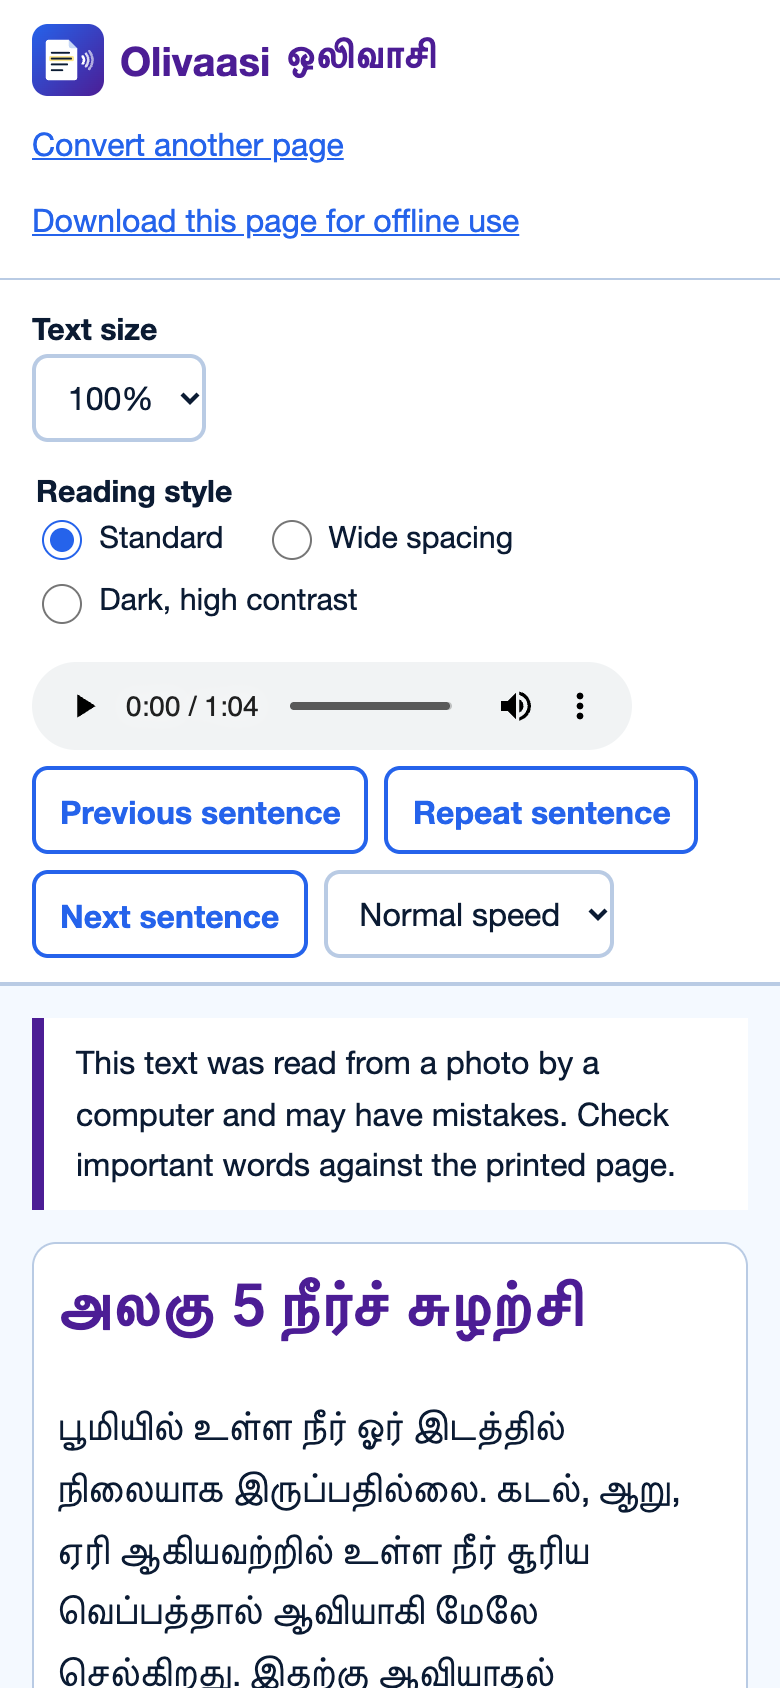 Olivaasi ஒலிவாசி
Convert another page
Download this page for offline use
Text size
100%
Reading style
Standard
Wide spacing
Dark, high contrast
0:00 / 1:04
Previous sentence
Repeat sentence
Next sentence
Normal speed
This text was read from a photo by a
computer and may have mistakes. Check
important words against the printed page.
அலகு 5 நீர்ச் சுழற்சி
பூமியில் உள்ள நீர் ஓர் இடத்தில்
நிலையாக இருப்பதில்லை. கடல், ஆறு,
ஏரி ஆகியவற்றில் உள்ள நீர் சூரிய
வெப்பத்தால் ஆவியாகி மேலே
செல்கிறது. இதற்கு ஆவியாதல்